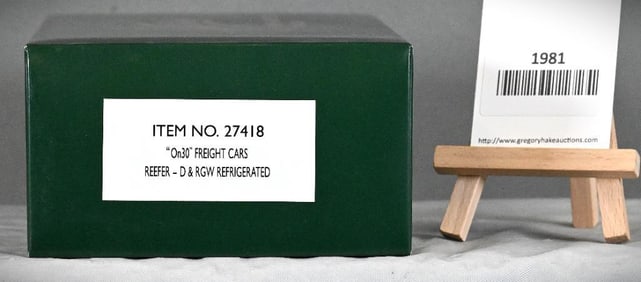 ITEM NO. 27418
"On30" FREIGHT CARS
REEFER – D & RGW REFRIGERATED
1981
http://www.gregoryhakeauctions.com